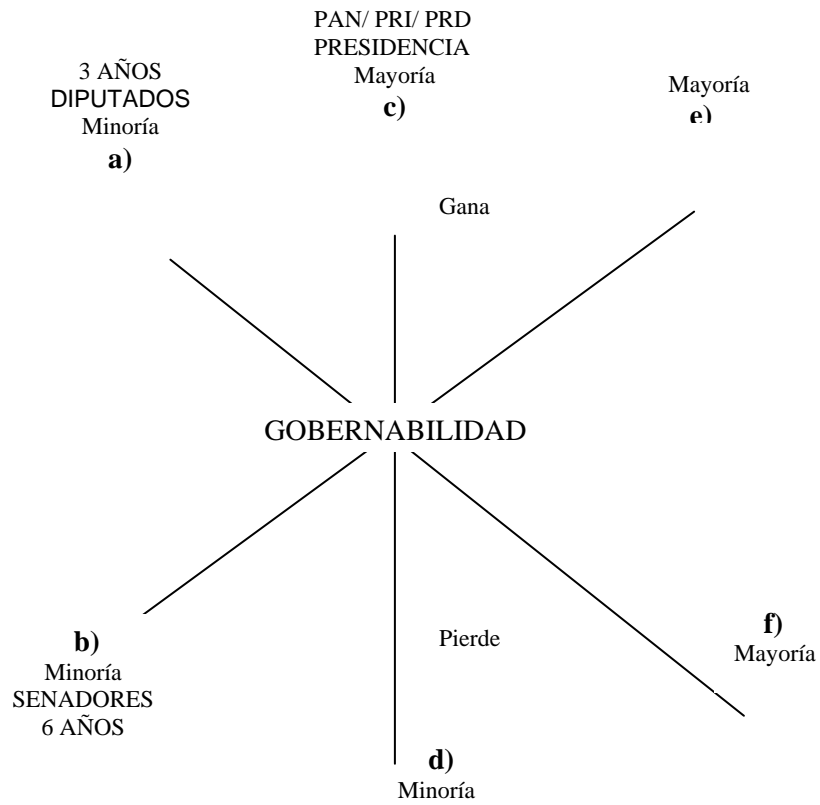 PAN/ PRI/ PRD
PRESIDENCIA
Mayoría
c)
3 AÑOS
DIPUTADOS
Minoría
a)
Mayoría
e)
Gana
GOBERNABILIDAD
b)
Minoría
SENADORES
6 AÑOS
Pierde
f)
Mayoría
d)
Minoría